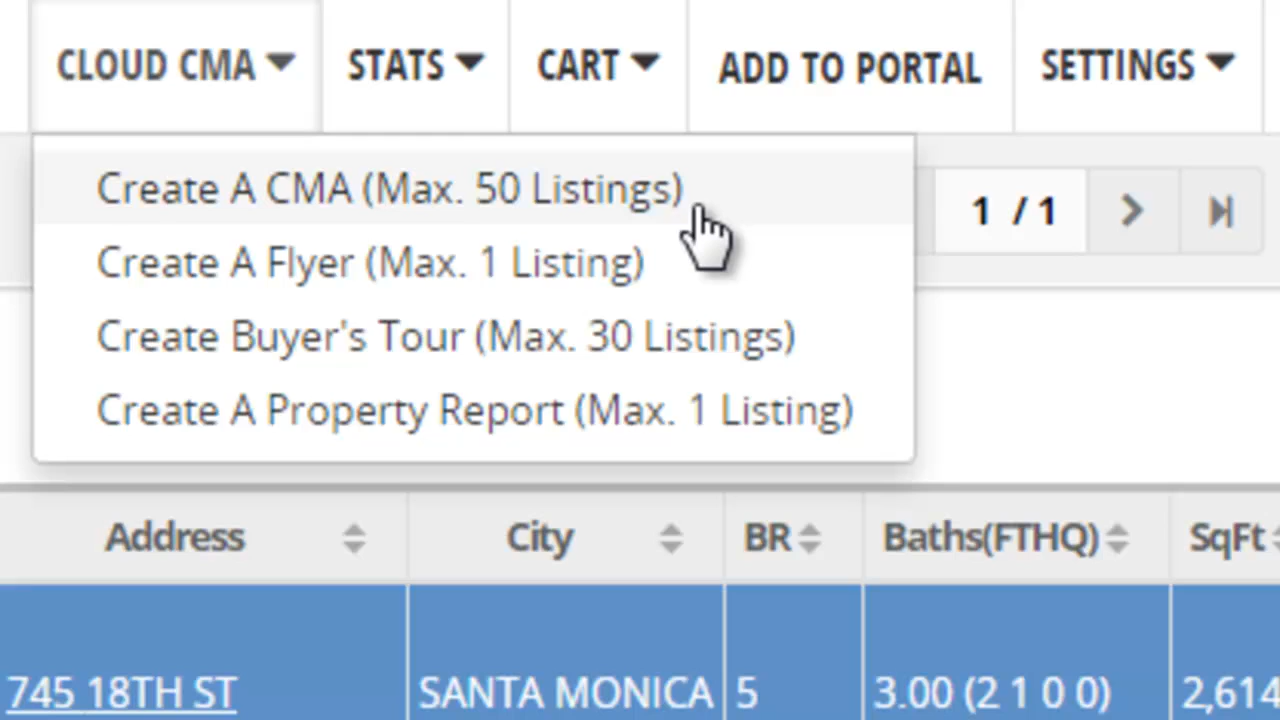 CLOUD CMA STATS CART ADD TO PORTAL SETTINGS
Create A CMA (Max. 50 Listings)
1 / 1
Create A Flyer (Max. 1 Listing)
Create Buyer's Tour (Max. 30 Listings)
Create A Property Report (Max. 1 Listing)
Address City BR Baths(FTHQ) SqFt
745 18TH ST SANTA MONICA 5 3.00 (2 1 0 0) 2,614